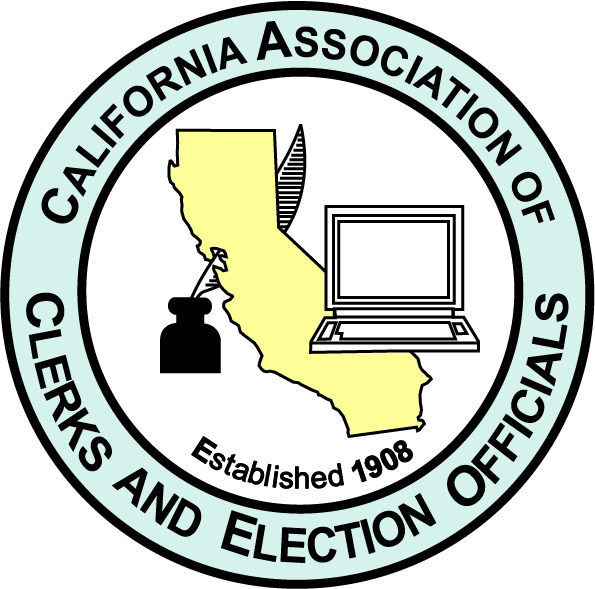 CALIFORNIA ASSOCIATION OF
CLERKS AND ELECTION OFFICIALS
Established 1908